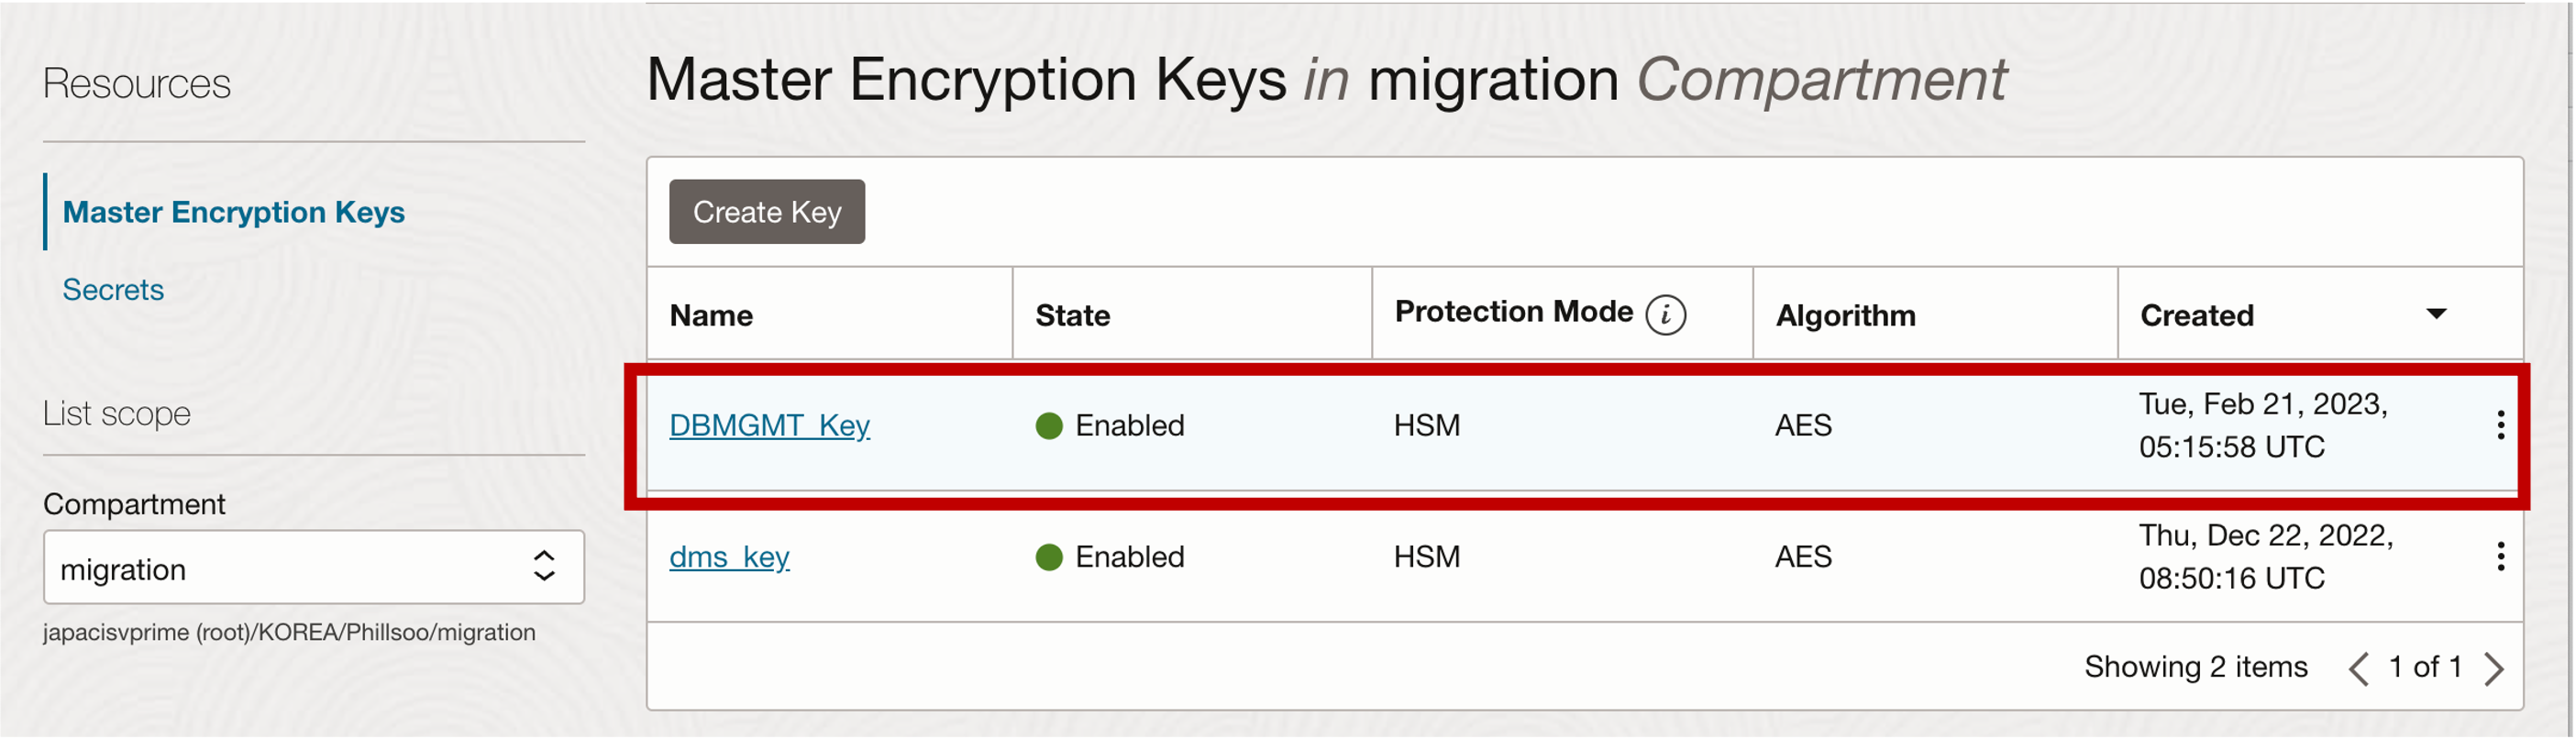 Resources
Master Encryption Keys
Secrets
List scope
Compartment
migration
japacisvprime (root)/KOREA/Phillsoo/migration
Master Encryption Keys in migration Compartment
Create Key
Name State Protection Mode i Algorithm Created
DBMGMT_Key Enabled HSM AES Tue, Feb 21, 2023,
05:15:58 UTC
dms_key Enabled HSM AES Thu, Dec 22, 2022,
08:50:16 UTC
Showing 2 items < 1 of 1 >